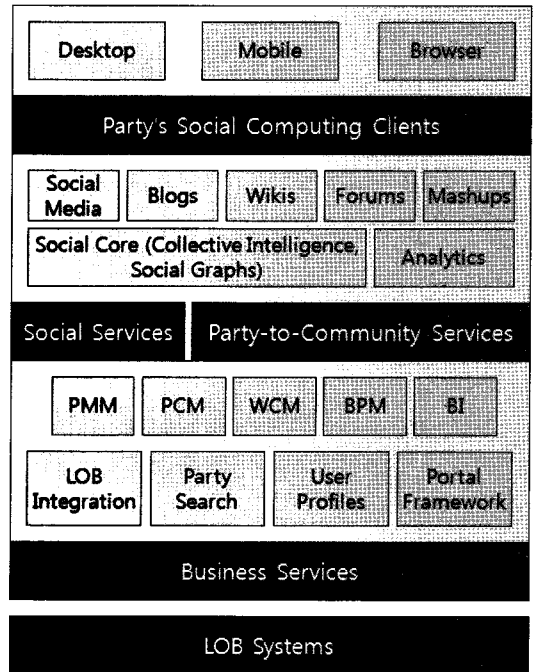 Desktop
Mobile
Browser
Party's Social Computing Clients
Social
Media
Blogs
Wikis
Forums
Mashups
Social Core (Collective Intelligence,
Social Graphs)
Analytics
Social Services
Party-to-Community Services
PMM
PCM
WCM
BPM
BI
LOB
Integration
Party
Search
User
Profiles
Portal
Framework
Business Services
LOB Systems